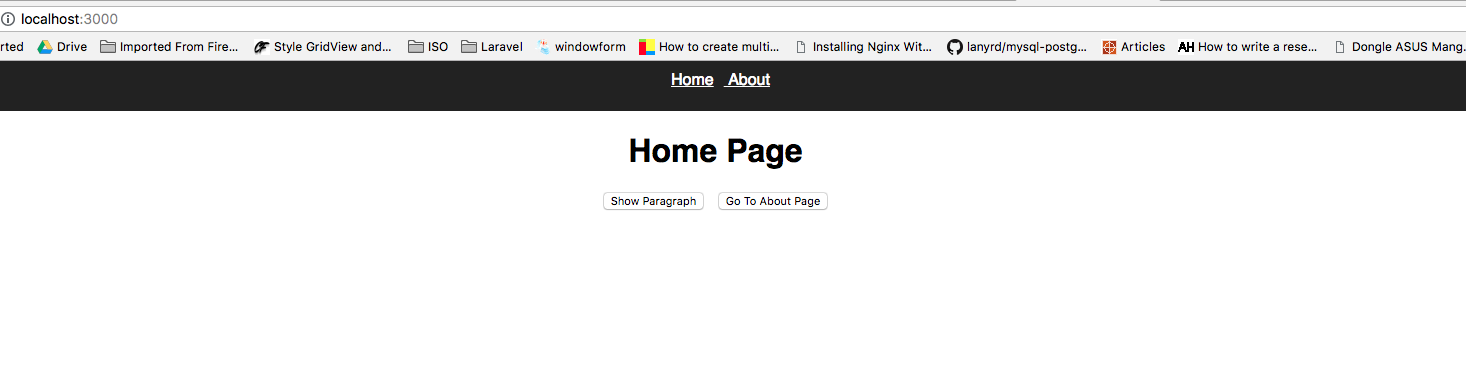 localhost:3000
rted Drive Imported From Fire... Style GridView and... ISO Laravel windowform How to create multi... Installing Nginx Wit... lanyrd/mysql-postg... Articles AH How to write a rese... Dongle ASUS Mang.
Home About
Home Page
Show Paragraph Go To About Page